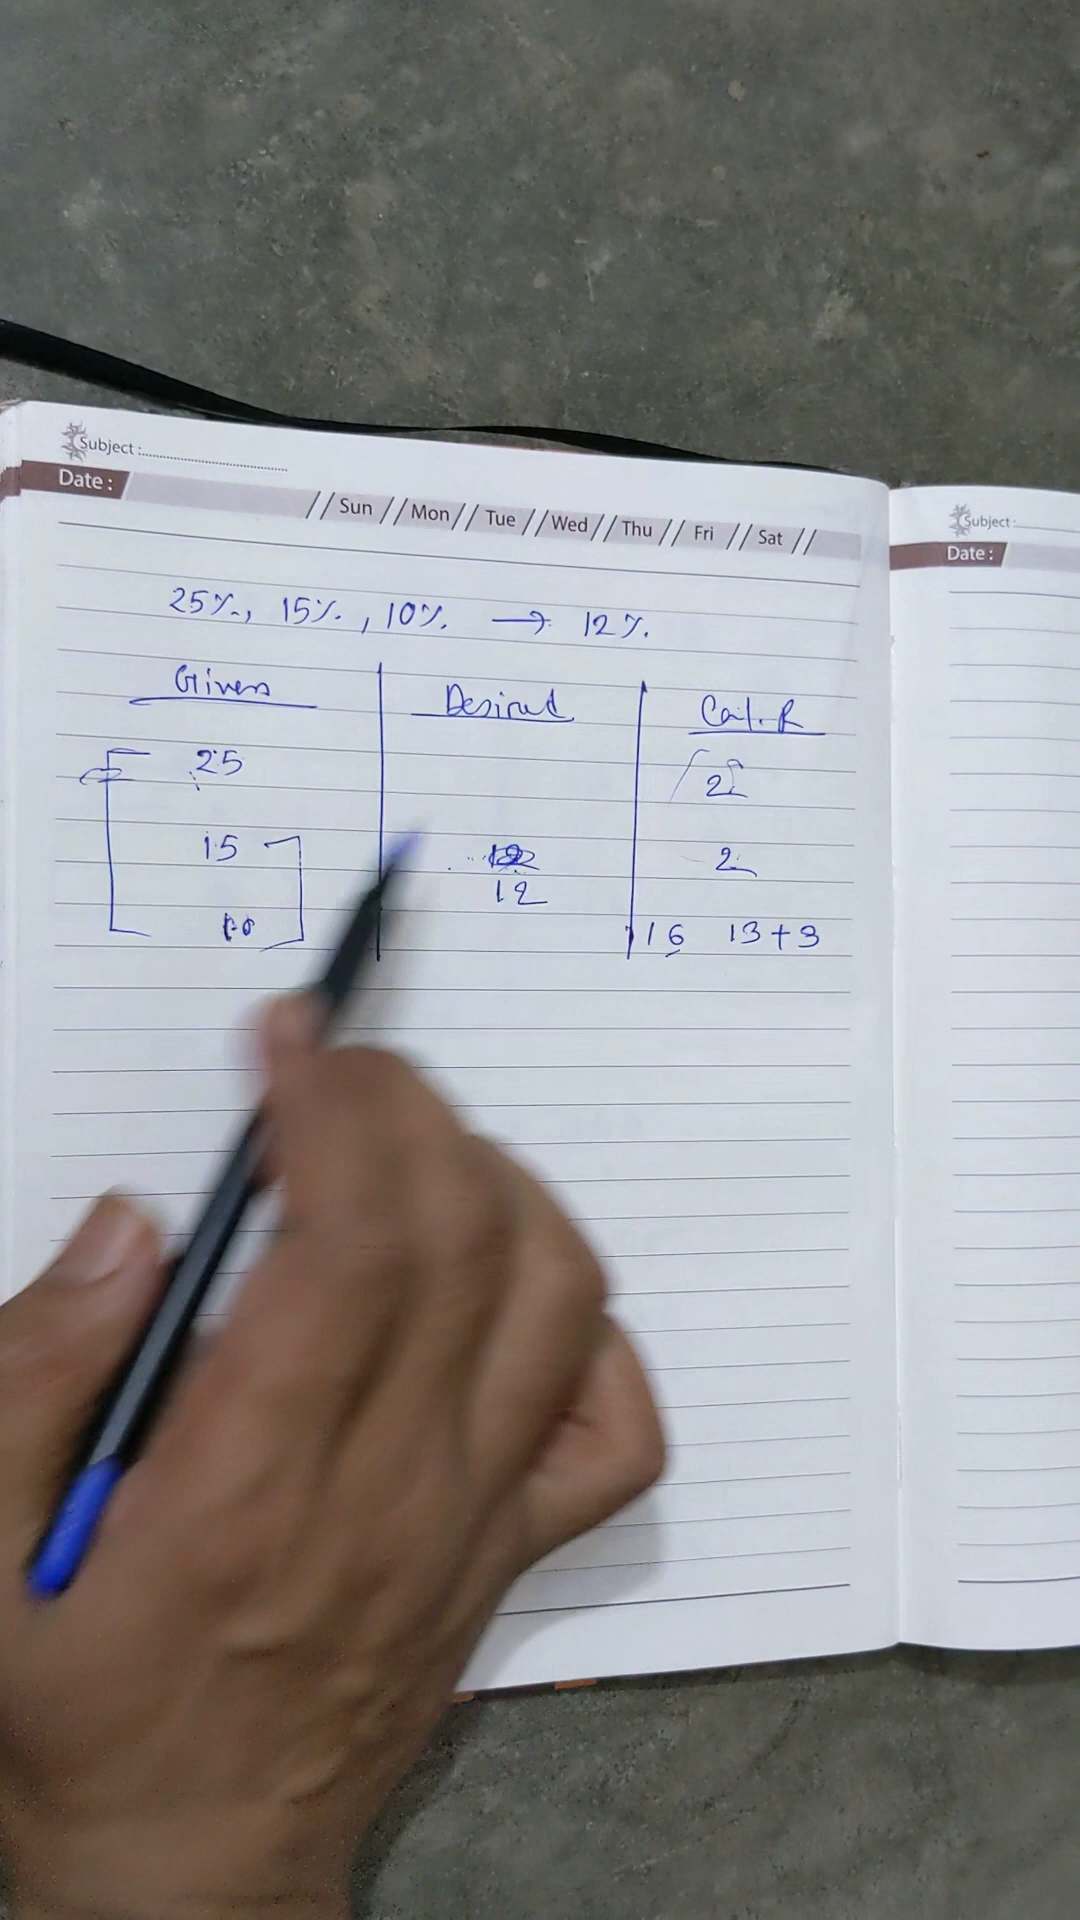 Subject :
Date :
// Sun // Mon // Tue // Wed // Thu // Fri // Sat //
25%, 15%, 10% → 12%
Given Desired Cal. R
25 2
15 2
12
10 16 13+3
Subject :
Date :